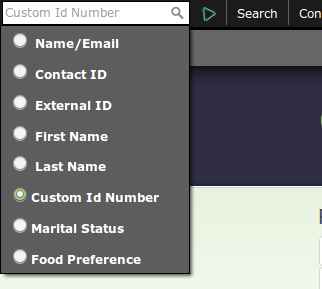 Custom Id Number
Search
Con
Name/Email
Contact ID
External ID
First Name
Last Name
Custom Id Number
Marital Status
Food Preference